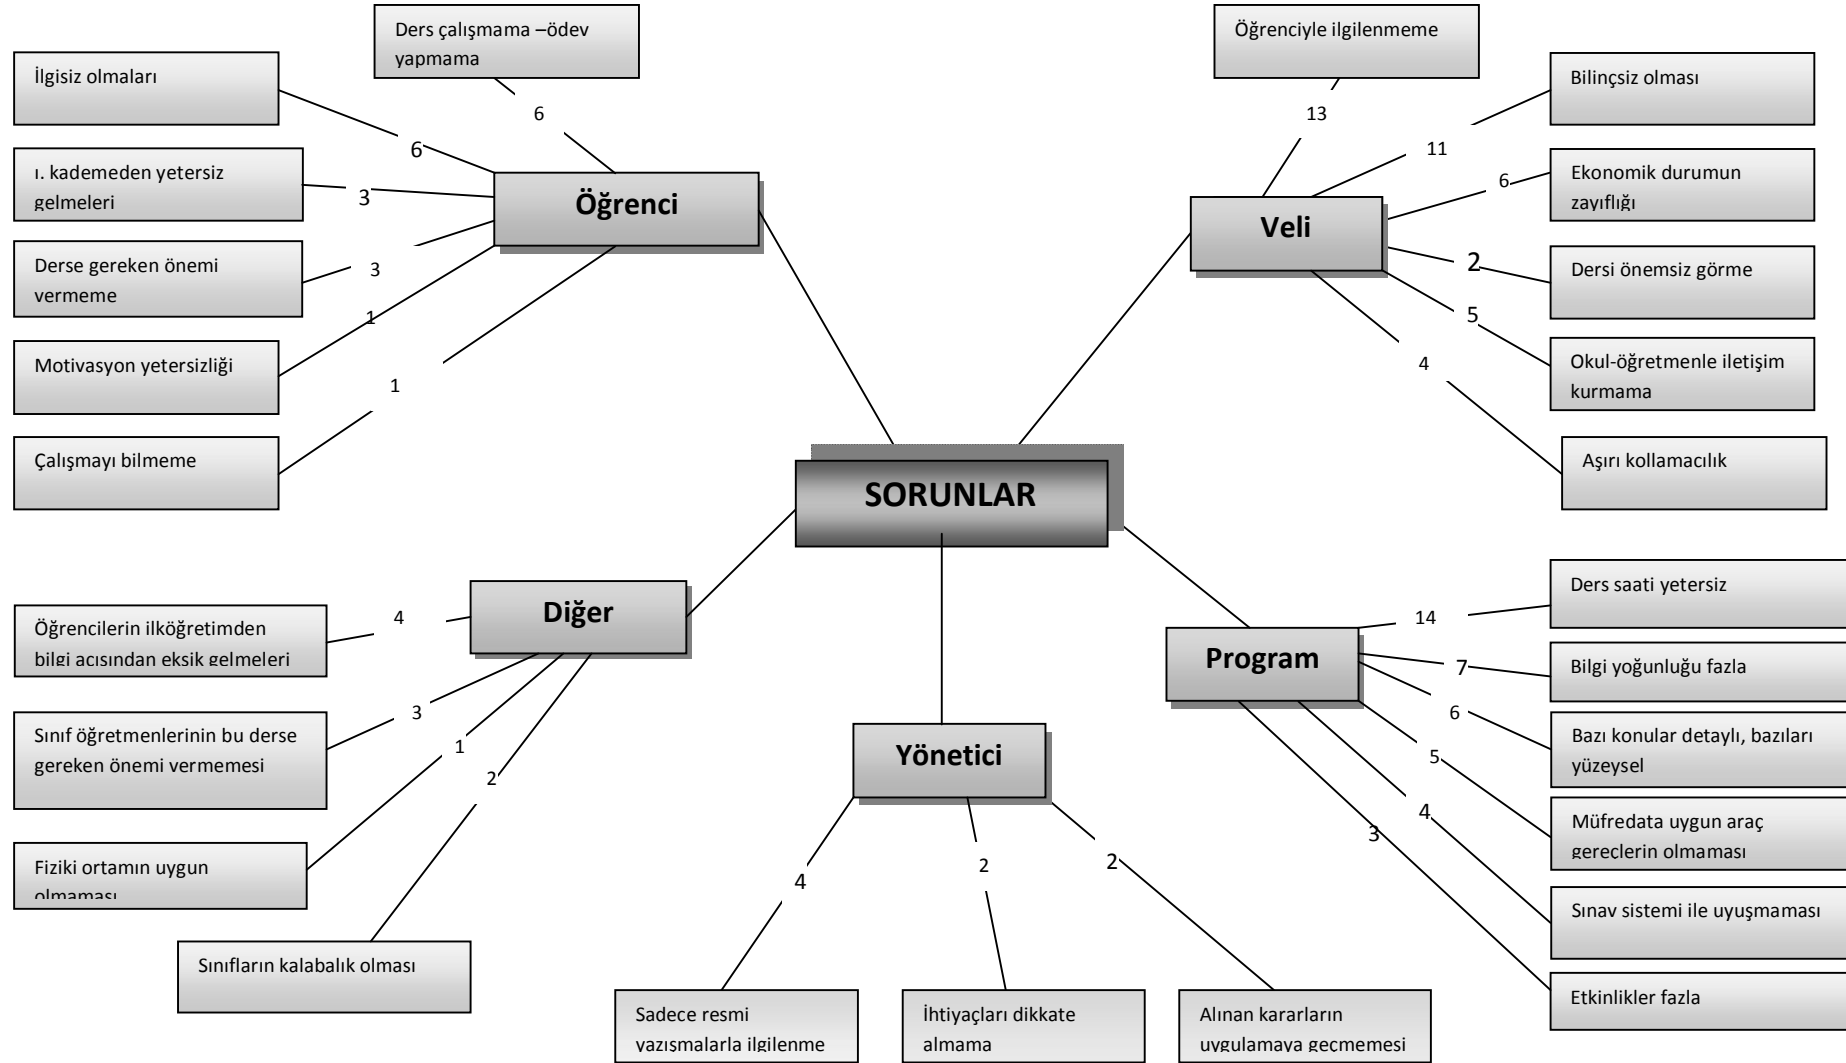 Ders çalışmama –ödev
yapmama
6
İlgisiz olmaları
6
ı. kademeden yetersiz
gelmeleri
3
Derse gereken önemi
vermeme
3
Motivasyon yetersizliği
1
Çalışmayı bilmeme
1
Öğrenci
Öğrenciyle ilgilenmeme
13
Bilinçsiz olması
11
Ekonomik durumun
zayıflığı
6
Dersi önemsiz görme
2
Okul-öğretmenle iletişim
kurmama
5
Aşırı kollamacılık
4
Veli
SORUNLAR
Diğer
Öğrencilerin ilköğretimden
bilgi açısından eksik gelmeleri
4
Sınıf öğretmenlerinin bu derse
gereken önemi vermemesi
3
Fiziki ortamın uygun
olmaması
1
Sınıfların kalabalık olması
2
Yönetici
Sadece resmi
yazışmalarla ilgilenme
4
İhtiyaçları dikkate
almama
2
Alınan kararların
uygulamaya geçmemesi
2
Program
Ders saati yetersiz
14
Bilgi yoğunluğu fazla
7
Bazı konular detaylı, bazıları
yüzeysel
6
Müfredata uygun araç
gereçlerin olmaması
5
Sınav sistemi ile uyuşmaması
4
Etkinlikler fazla
3